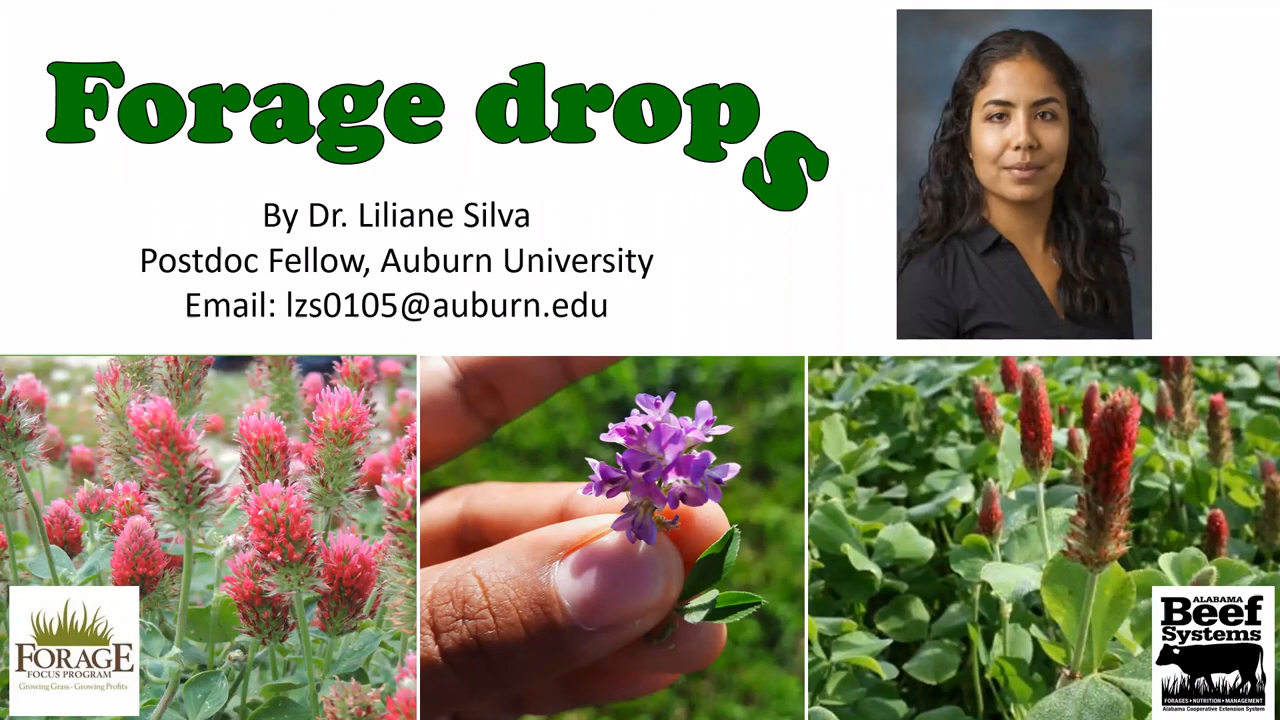 Forage drops
By Dr. Liliane Silva
Postdoc Fellow, Auburn University
Email: lzs0105@auburn.edu
FORAGE
FOCUS PROGRAM
Growing Grass - Growing Profits
ALABAMA
Beef
Systems
FORAGES • NUTRITION • MANAGEMENT
Alabama Cooperative Extension System